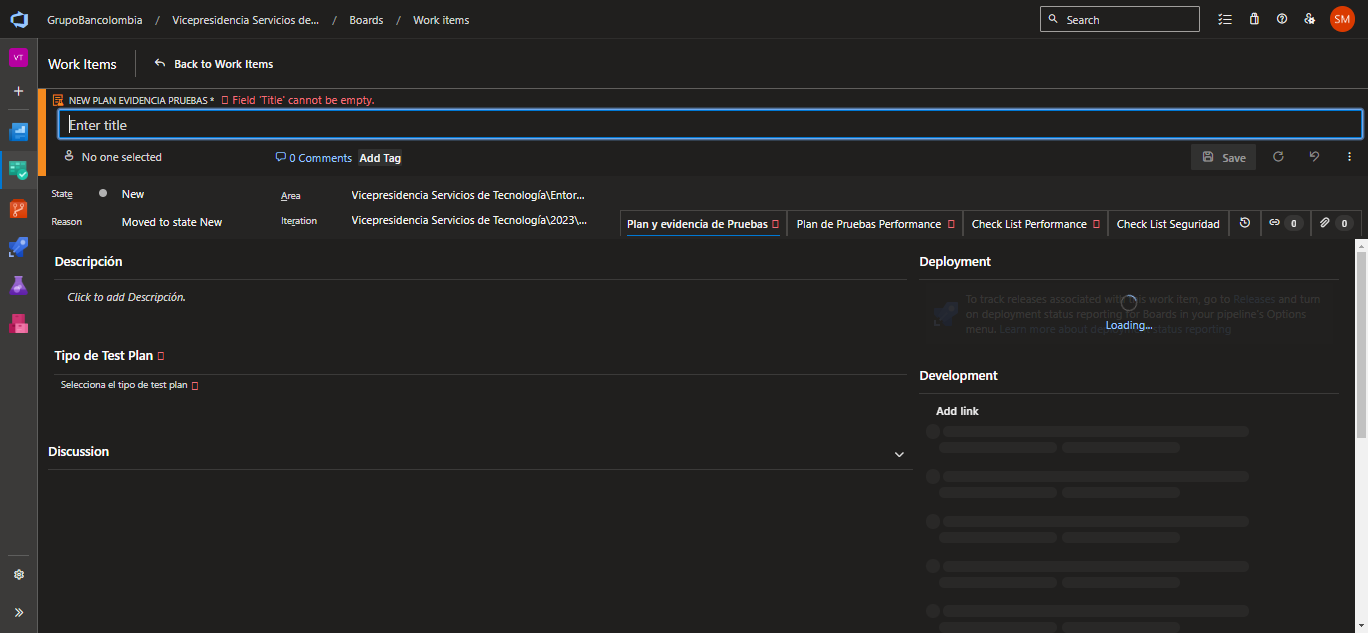 GrupoBancolombia / Vicepresidencia Servicios de... / Boards / Work items
Search
SM
VT
Work Items
Back to Work Items
NEW PLAN EVIDENCIA PRUEBAS * Field 'Title' cannot be empty.
Enter title
No one selected
0 Comments
Add Tag
Save
State
New
Area
Vicepresidencia Servicios de Tecnología\Entor...
Reason
Moved to state New
Iteration
Vicepresidencia Servicios de Tecnología\2023\...
Plan y evidencia de Pruebas
Plan de Pruebas Performance
Check List Performance
Check List Seguridad
0
0
Descripción
Click to add Descripción.
Tipo de Test Plan
Selecciona el tipo de test plan
Discussion
Deployment
To track releases associated with this work item, go to Releases and turn
on deployment status reporting for Boards in your pipeline's Options
menu. Learn more about deployment status reporting
Loading...
Development
Add link